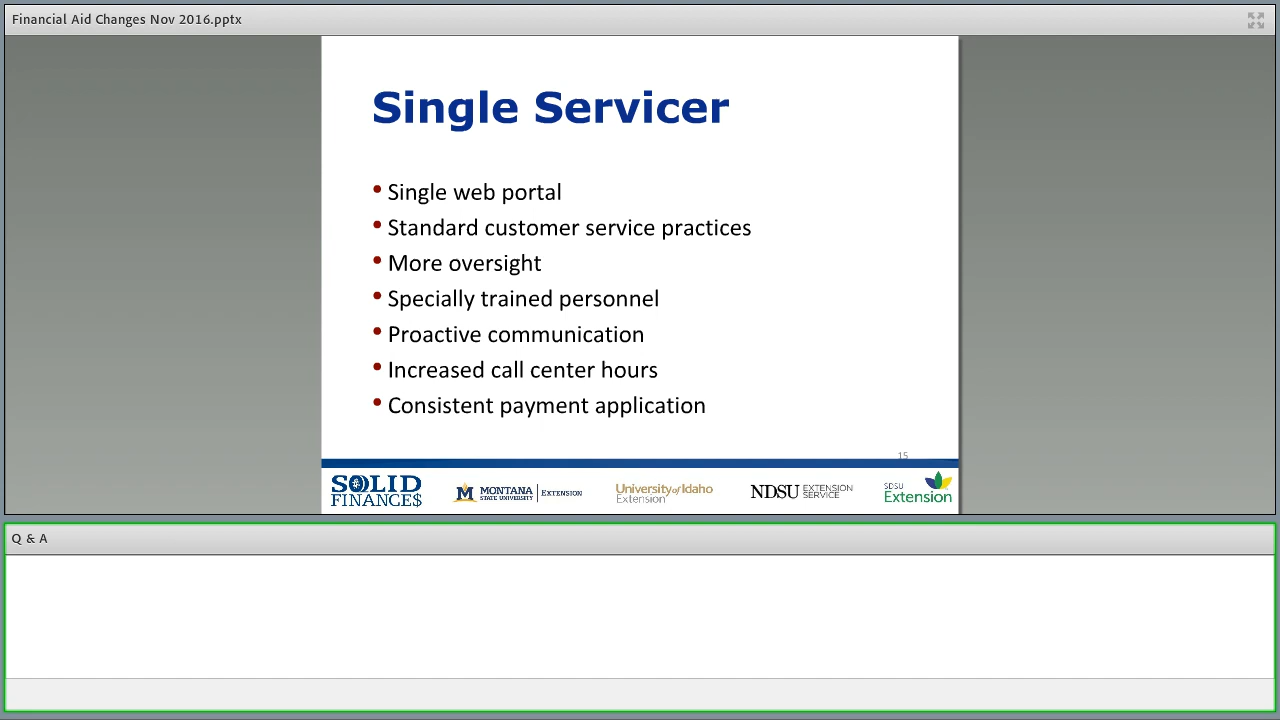 Financial Aid Changes Nov 2016.pptx
Single Servicer
• Single web portal
• Standard customer service practices
• More oversight
• Specially trained personnel
• Proactive communication
• Increased call center hours
• Consistent payment application
15
SOLID
FINANCE$
MONTANA
STATE UNIVERSITY
EXTENSION
University of Idaho
Extension
NDSU EXTENSION
SERVICE
SDSU
Extension
Q & A